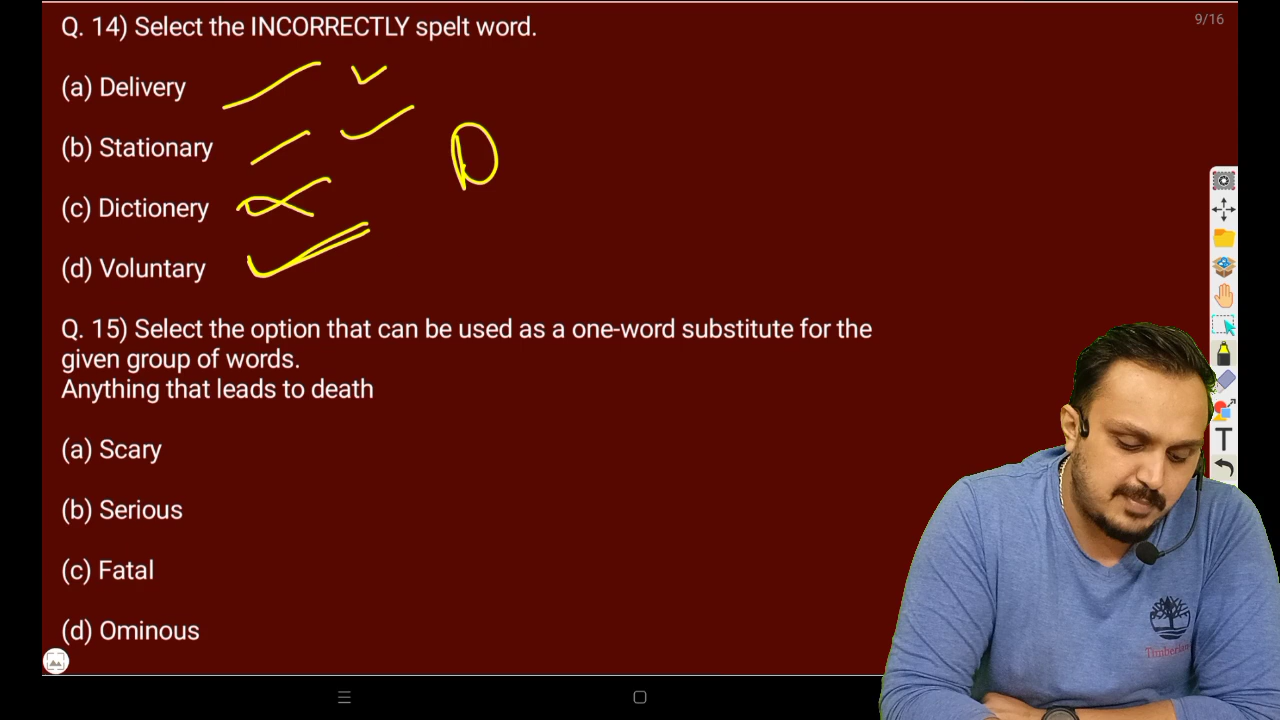 Q. 14) Select the INCORRECTLY spelt word.
9/16
(a) Delivery
(b) Stationary
D
(c) Dictionery
(d) Voluntary
Q. 15) Select the option that can be used as a one-word substitute for the
given group of words.
Anything that leads to death
(a) Scary
(b) Serious
(c) Fatal
(d) Ominous
T
Timberland